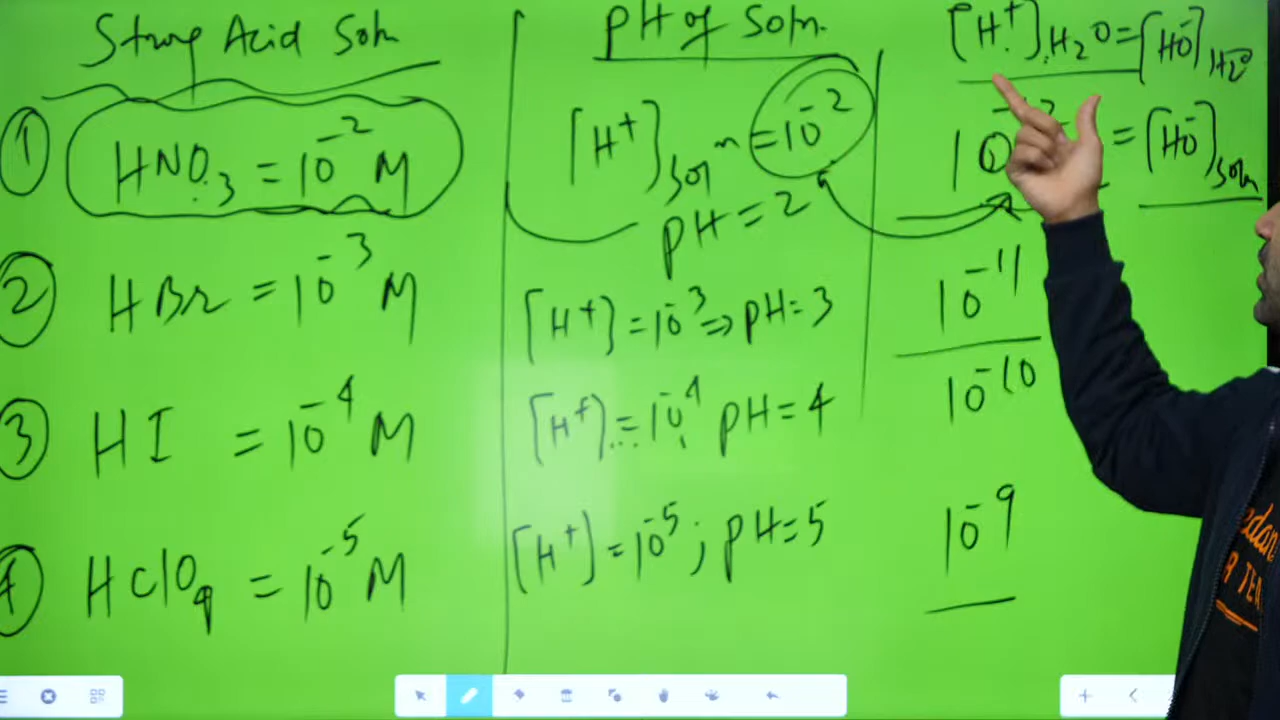 Strong Acid Soln
pH of Soln.
[H⁺]H₂O = [HO⁻]H₂O
① HNO₃ = 10⁻² M
[H⁺]Solⁿ = 10⁻²
= [HO⁻]Soln
pH = 2
② HBr = 10⁻³ M
[H⁺] = 10⁻³ ⇒ pH = 3
10⁻¹¹
③ HI = 10⁻⁴ M
[H⁺] = 10⁻⁴ pH = 4
10⁻¹⁰
④ HClO₄ = 10⁻⁵ M
[H⁺] = 10⁻⁵ ; pH = 5
10⁻⁹